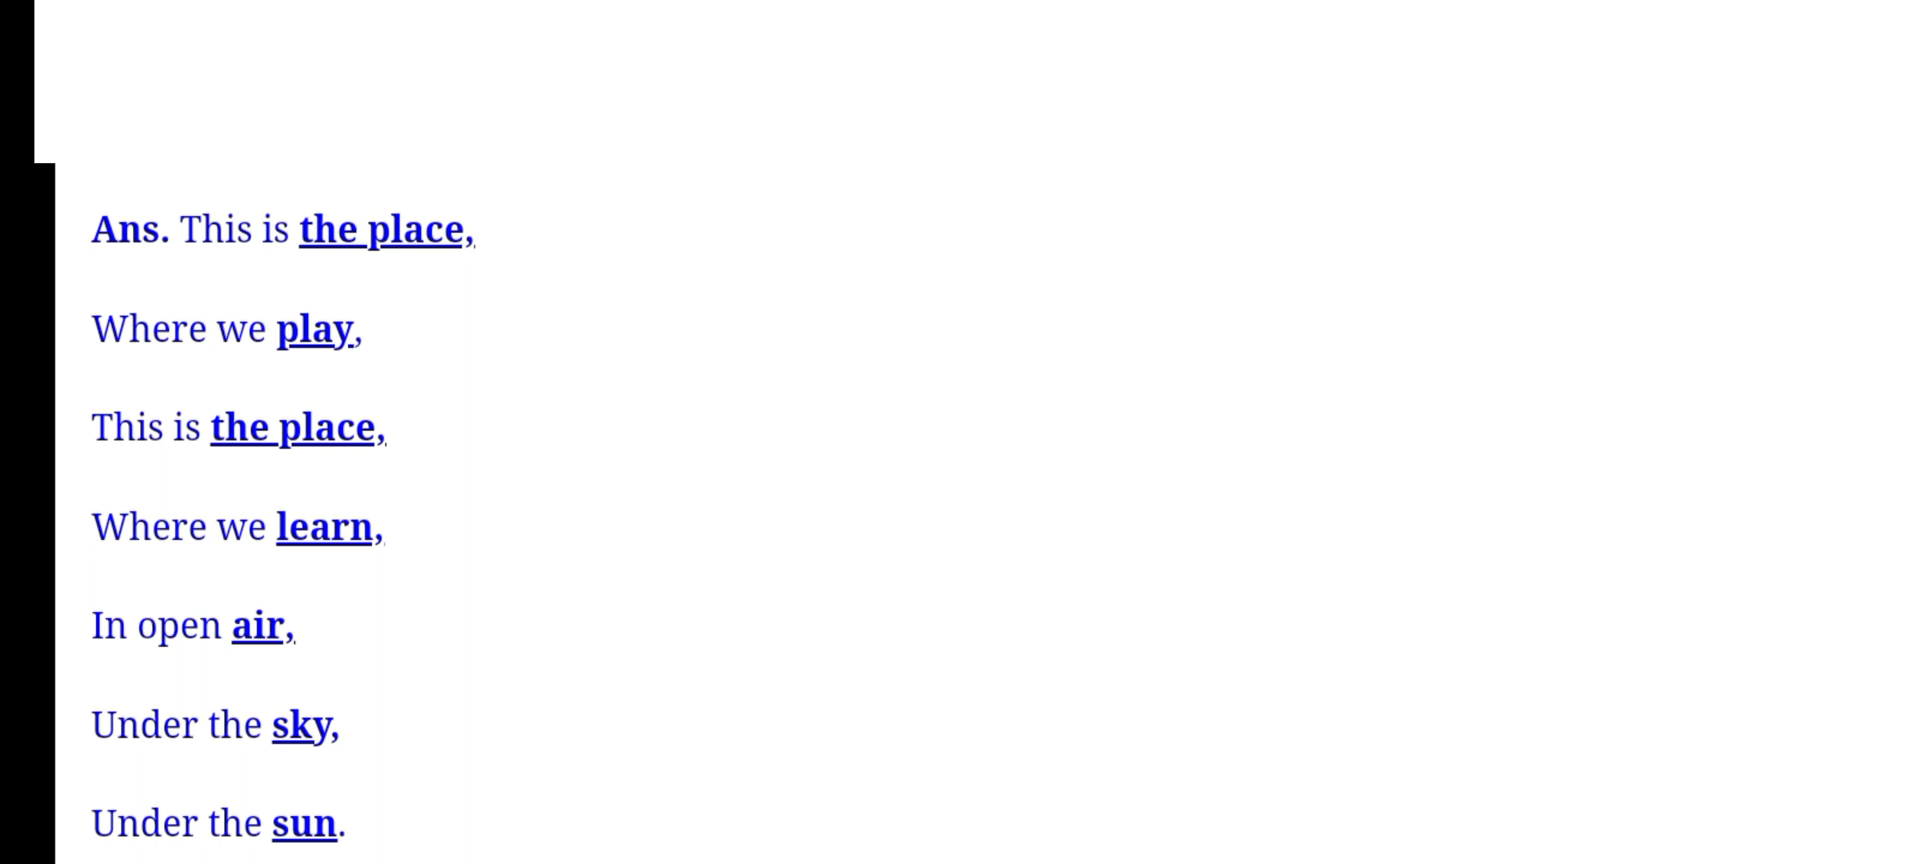 Ans. This is the place,
Where we play,
This is the place,
Where we learn,
In open air,
Under the sky,
Under the sun.